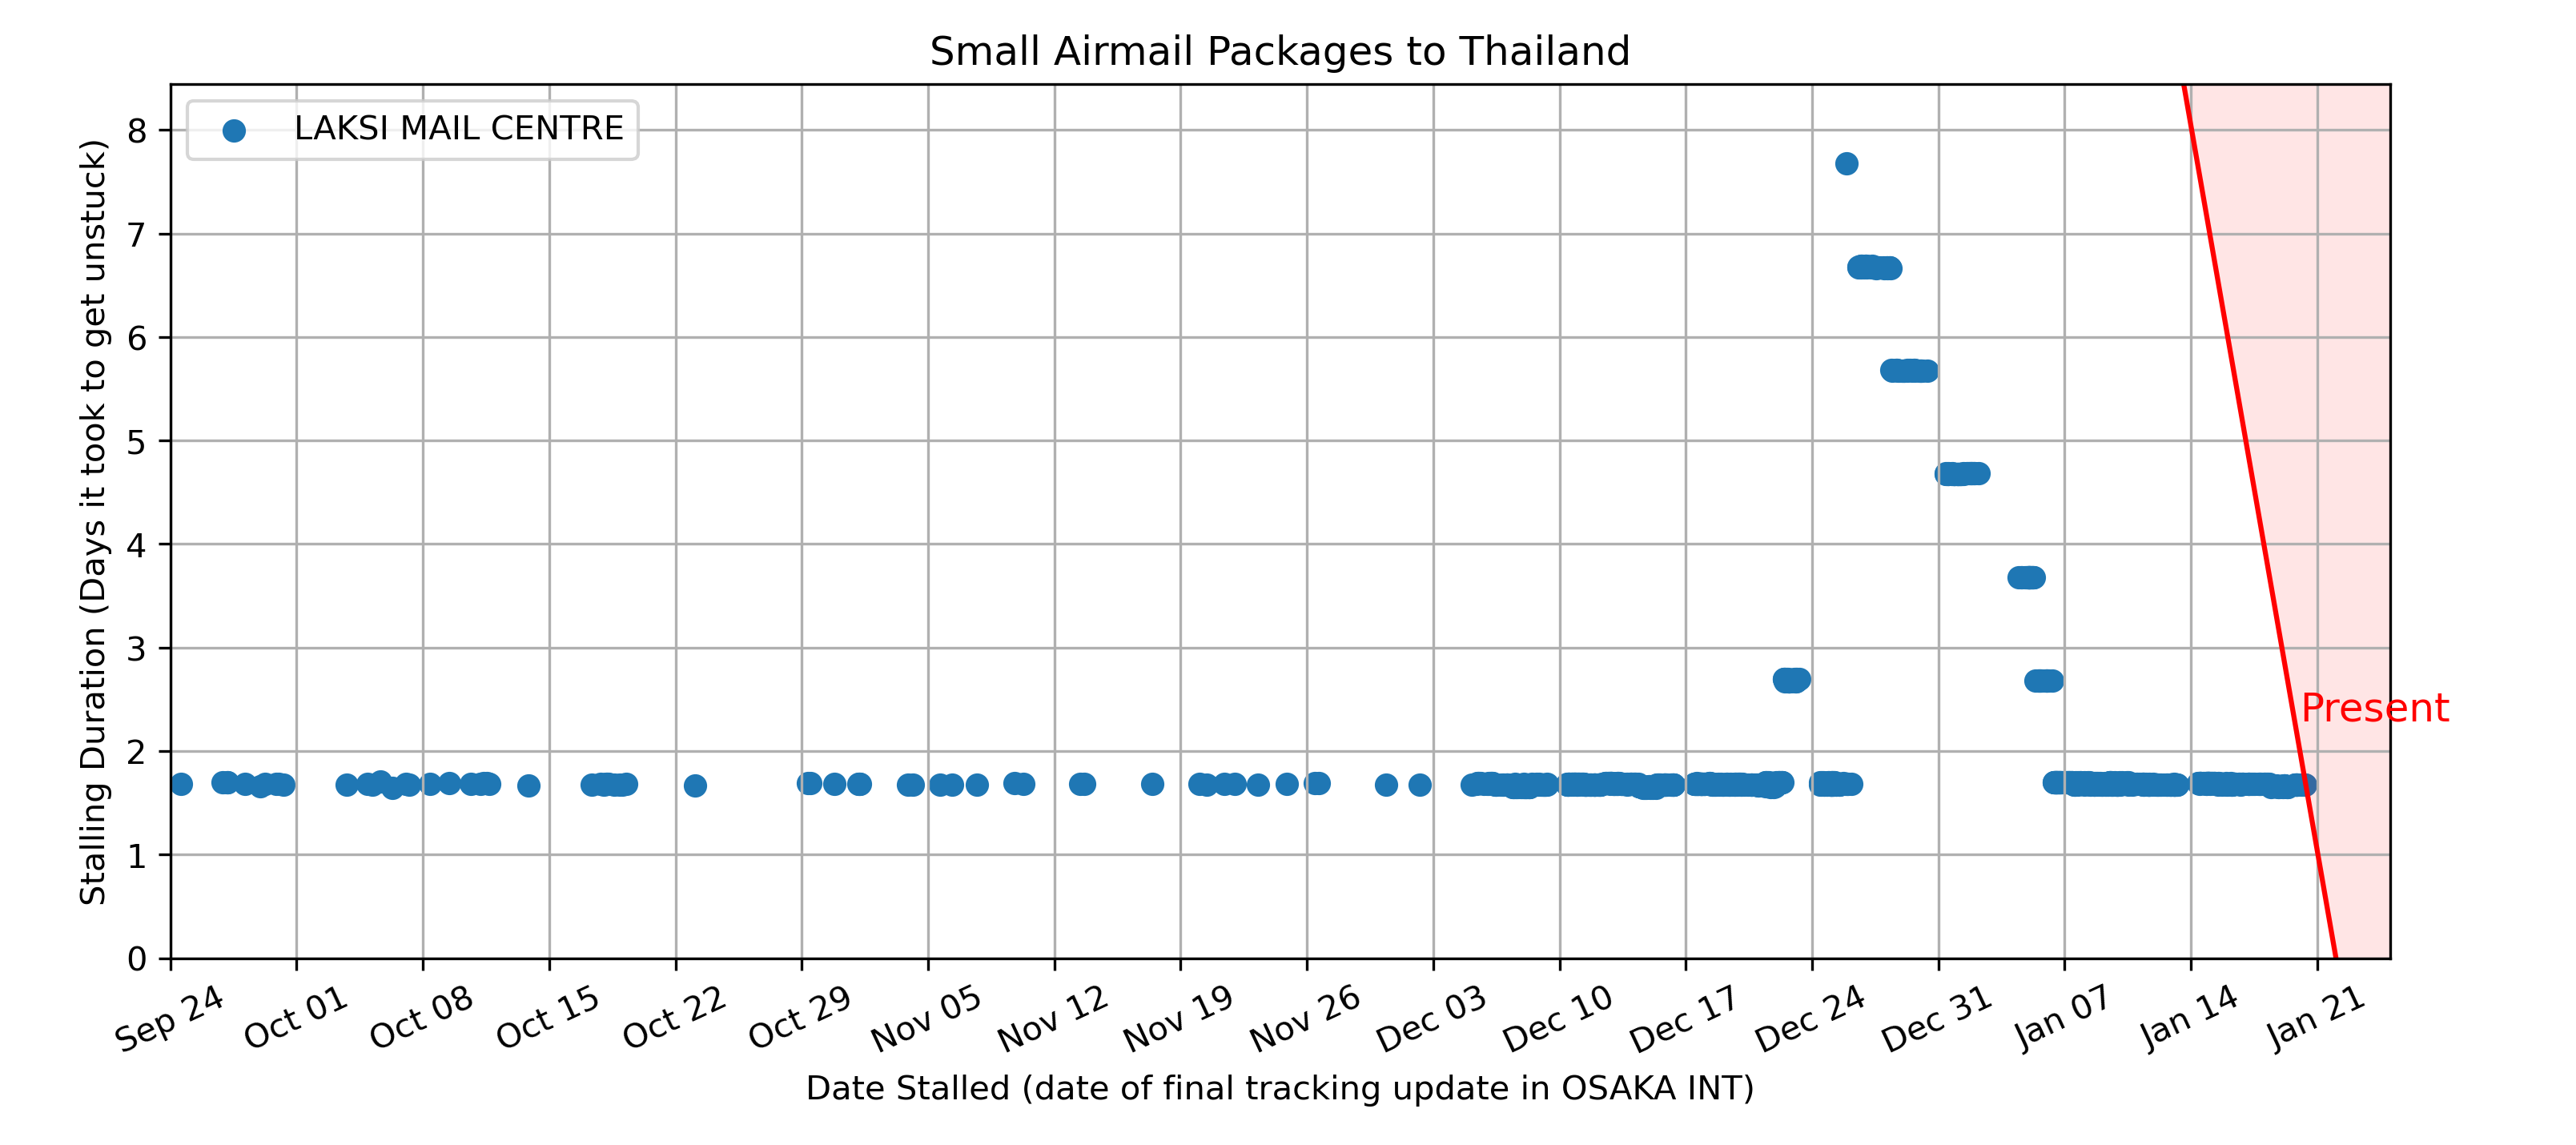 Small Airmail Packages to Thailand
LAKSI MAIL CENTRE
Stalling Duration (Days it took to get unstuck)
8
7
6
5
4
3
2
1
0
Present
Sep 24 Oct 01 Oct 08 Oct 15 Oct 22 Oct 29 Nov 05 Nov 12 Nov 19 Nov 26 Dec 03 Dec 10 Dec 17 Dec 24 Dec 31 Jan 07 Jan 14 Jan 21
Date Stalled (date of final tracking update in OSAKA INT)